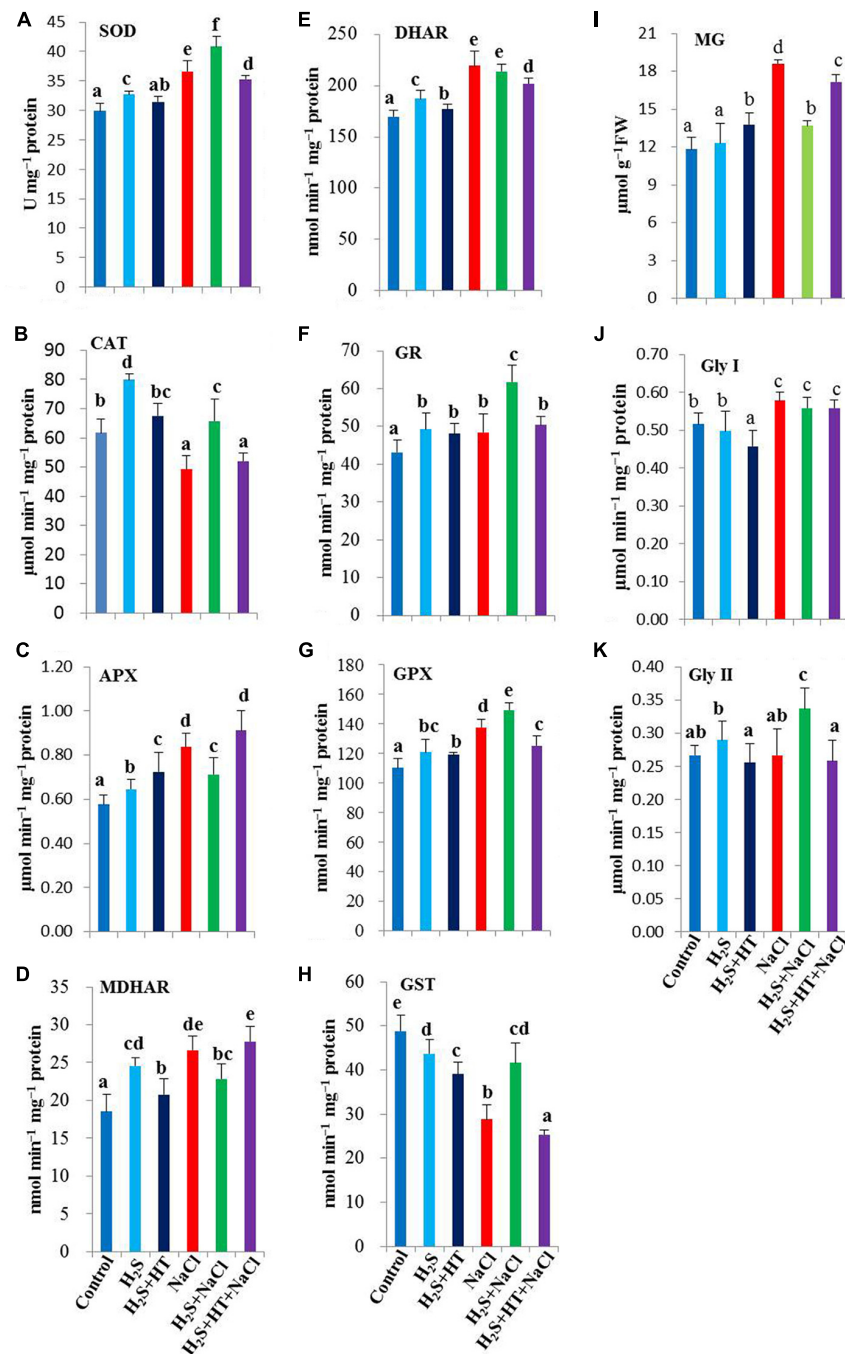 A
SOD
U mg⁻¹ protein
45
40
35
30
25
20
15
10
5
0
a
c
ab
e
f
d
E
DHAR
nmol min⁻¹ mg⁻¹ protein
250
200
150
100
50
0
a
c
b
e
e
d
I
MG
μmol g⁻¹FW
21
18
15
12
9
6
3
0
a
a
b
d
b
c
B
CAT
μmol min⁻¹ mg⁻¹ protein
90
80
70
60
50
40
30
20
10
0
b
d
bc
a
c
a
F
GR
nmol min⁻¹ mg⁻¹ protein
70
60
50
40
30
20
10
0
a
b
b
b
c
b
J
Gly I
μmol min⁻¹ mg⁻¹ protein
0.70
0.60
0.50
0.40
0.30
0.20
0.10
0.00
b
b
a
c
c
c
C
APX
μmol min⁻¹ mg⁻¹ protein
1.20
1.00
0.80
0.60
0.40
0.20
0.00
a
b
c
d
c
d
G
GPX
nmol min⁻¹ mg⁻¹ protein
180
160
140
120
100
80
60
40
20
0
a
bc
b
d
e
c
K
Gly II
μmol min⁻¹ mg⁻¹ protein
0.40
0.35
0.30
0.25
0.20
0.15
0.10
0.05
0.00
ab
b
a
ab
c
a
Control
H₂S
H₂S+HT
NaCl
H₂S+NaCl
H₂S+HT+NaCl
D
MDHAR
nmol min⁻¹ mg⁻¹ protein
35
30
25
20
15
10
5
0
a
cd
b
de
bc
e
Control
H₂S
H₂S+HT
NaCl
H₂S+NaCl
H₂S+HT+NaCl
H
GST
nmol min⁻¹ mg⁻¹ protein
60
50
40
30
20
10
0
e
d
c
b
cd
a
Control
H₂S
H₂S+HT
NaCl
H₂S+NaCl
H₂S+HT+NaCl